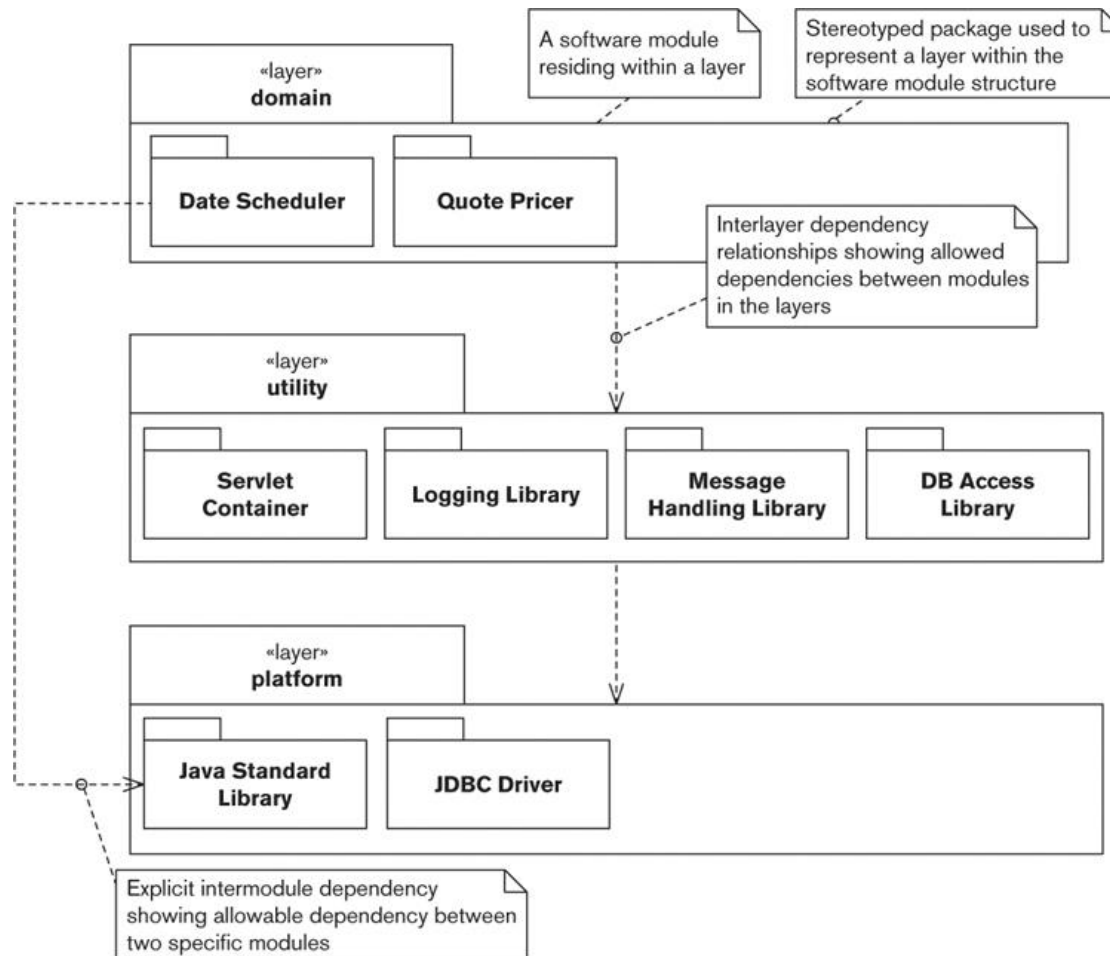 A software module
residing within a layer
Stereotyped package used to
represent a layer within the
software module structure
«layer»
domain
Date Scheduler
Quote Pricer
Interlayer dependency
relationships showing allowed
dependencies between modules
in the layers
«layer»
utility
Servlet
Container
Logging Library
Message
Handling Library
DB Access
Library
«layer»
platform
Java Standard
Library
JDBC Driver
Explicit intermodule dependency
showing allowable dependency between
two specific modules